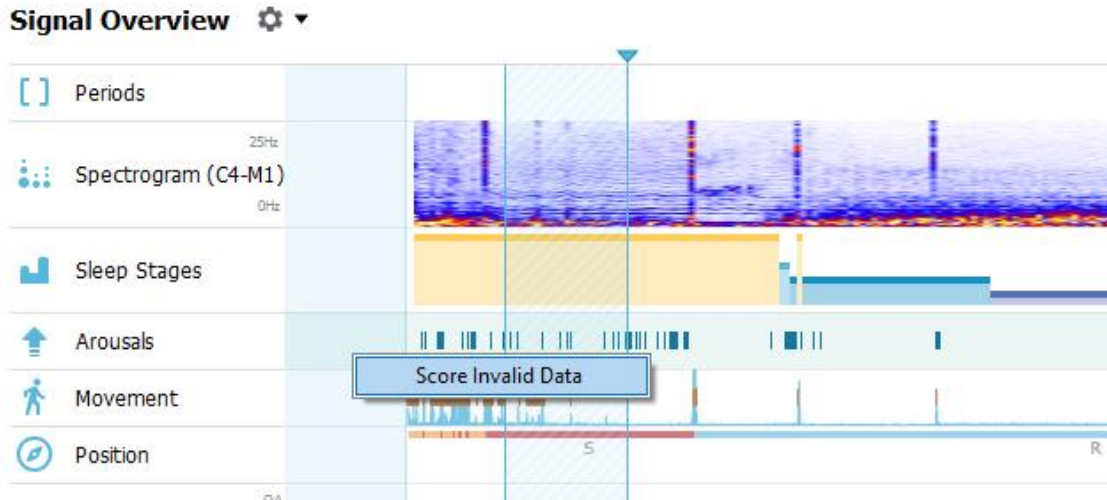 Signal Overview
Periods
25Hz
Spectrogram (C4-M1)
0Hz
Sleep Stages
Arousals
Score Invalid Data
Movement
Position
S
R